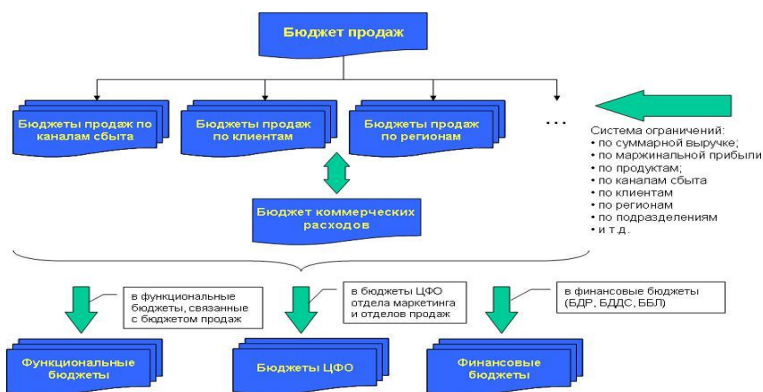 Бюджет продаж
Бюджеты продаж по
каналам сбыта
Бюджеты продаж
по клиентам
Бюджеты продаж
по регионам
...
Система ограничений:
• по суммарной выручке;
• по маржинальной прибыли
• по продуктам;
• по каналам сбыта
• по клиентам
• по регионам
• по подразделениям
• и т.д.
Бюджет коммерческих
расходов
в функциональные
бюджеты, связанные
с бюджетом продаж
в бюджеты ЦФО
отдела маркетинга
и отделов продаж
в финансовые бюджеты
(БДР, БДДС, ББЛ)
Функциональные
бюджеты
Бюджеты ЦФО
Финансовые
бюджеты